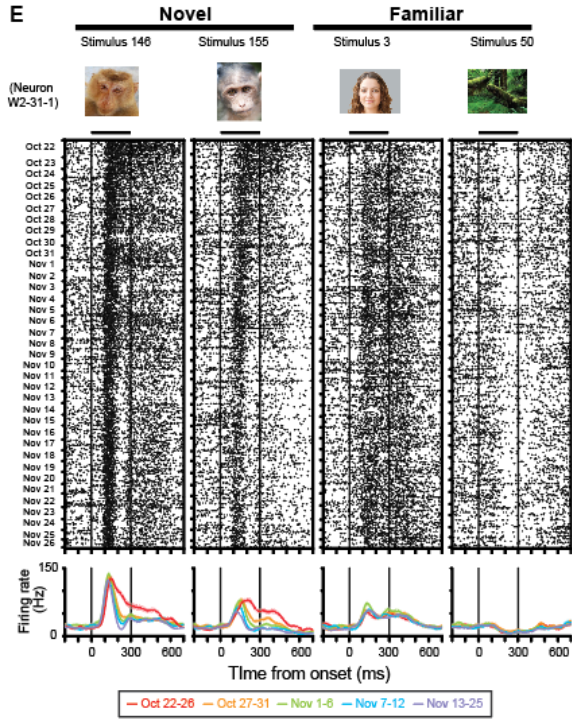 E
Novel Familiar
Stimulus 146 Stimulus 155 Stimulus 3 Stimulus 50
(Neuron
W2-31-1)
Oct 22
Oct 23
Oct 24
Oct 25
Oct 26
Oct 27
Oct 28
Oct 29
Oct 30
Oct 31
Nov 1
Nov 2
Nov 3
Nov 4
Nov 5
Nov 6
Nov 7
Nov 8
Nov 9
Nov 10
Nov 11
Nov 12
Nov 13
Nov 14
Nov 15
Nov 16
Nov 17
Nov 18
Nov 19
Nov 20
Nov 21
Nov 22
Nov 23
Nov 24
Nov 25
Nov 26
150
Firing rate
(Hz)
0
0 300 600 0 300 600 0 300 600 0 300 600
TIme from onset (ms)
Oct 22-26 Oct 27-31 Nov 1-6 Nov 7-12 Nov 13-25